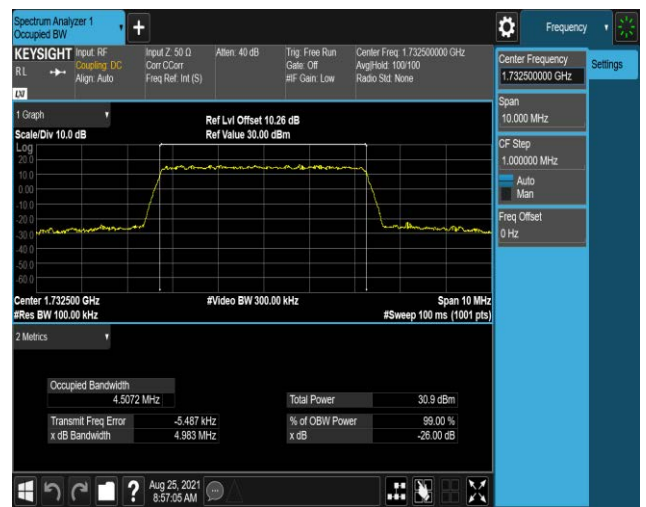 Spectrum Analyzer 1
Occupied BW
+
Frequency
KEYSIGHT
R L
LXI
Input: RF
Coupling: DC
Align: Auto
Input Z: 50 Ω
Corr CCorr
Freq Ref: Int (S)
Atten: 40 dB
Trig: Free Run
Gate: Off
#IF Gain: Low
Center Freq: 1.732500000 GHz
Avg|Hold: 100/100
Radio Std: None
Center Frequency
1.732500000 GHz
Settings
Span
10.000 MHz
CF Step
1.000000 MHz
Auto
Man
Freq Offset
0 Hz
1 Graph
Scale/Div 10.0 dB
Ref Lvl Offset 10.26 dB
Ref Value 30.00 dBm
Log
20.0
10.0
0.00
-10.0
-20.0
-30.0
-40.0
-50.0
-60.0
Center 1.732500 GHz
#Video BW 300.00 kHz
Span 10 MHz
#Res BW 100.00 kHz
#Sweep 100 ms (1001 pts)
2 Metrics
Occupied Bandwidth
4.5072 MHz
Total Power 30.9 dBm
Transmit Freq Error -5.487 kHz
% of OBW Power 99.00 %
x dB Bandwidth 4.983 MHz
x dB -26.00 dB
?
Aug 25, 2021
8:57:05 AM